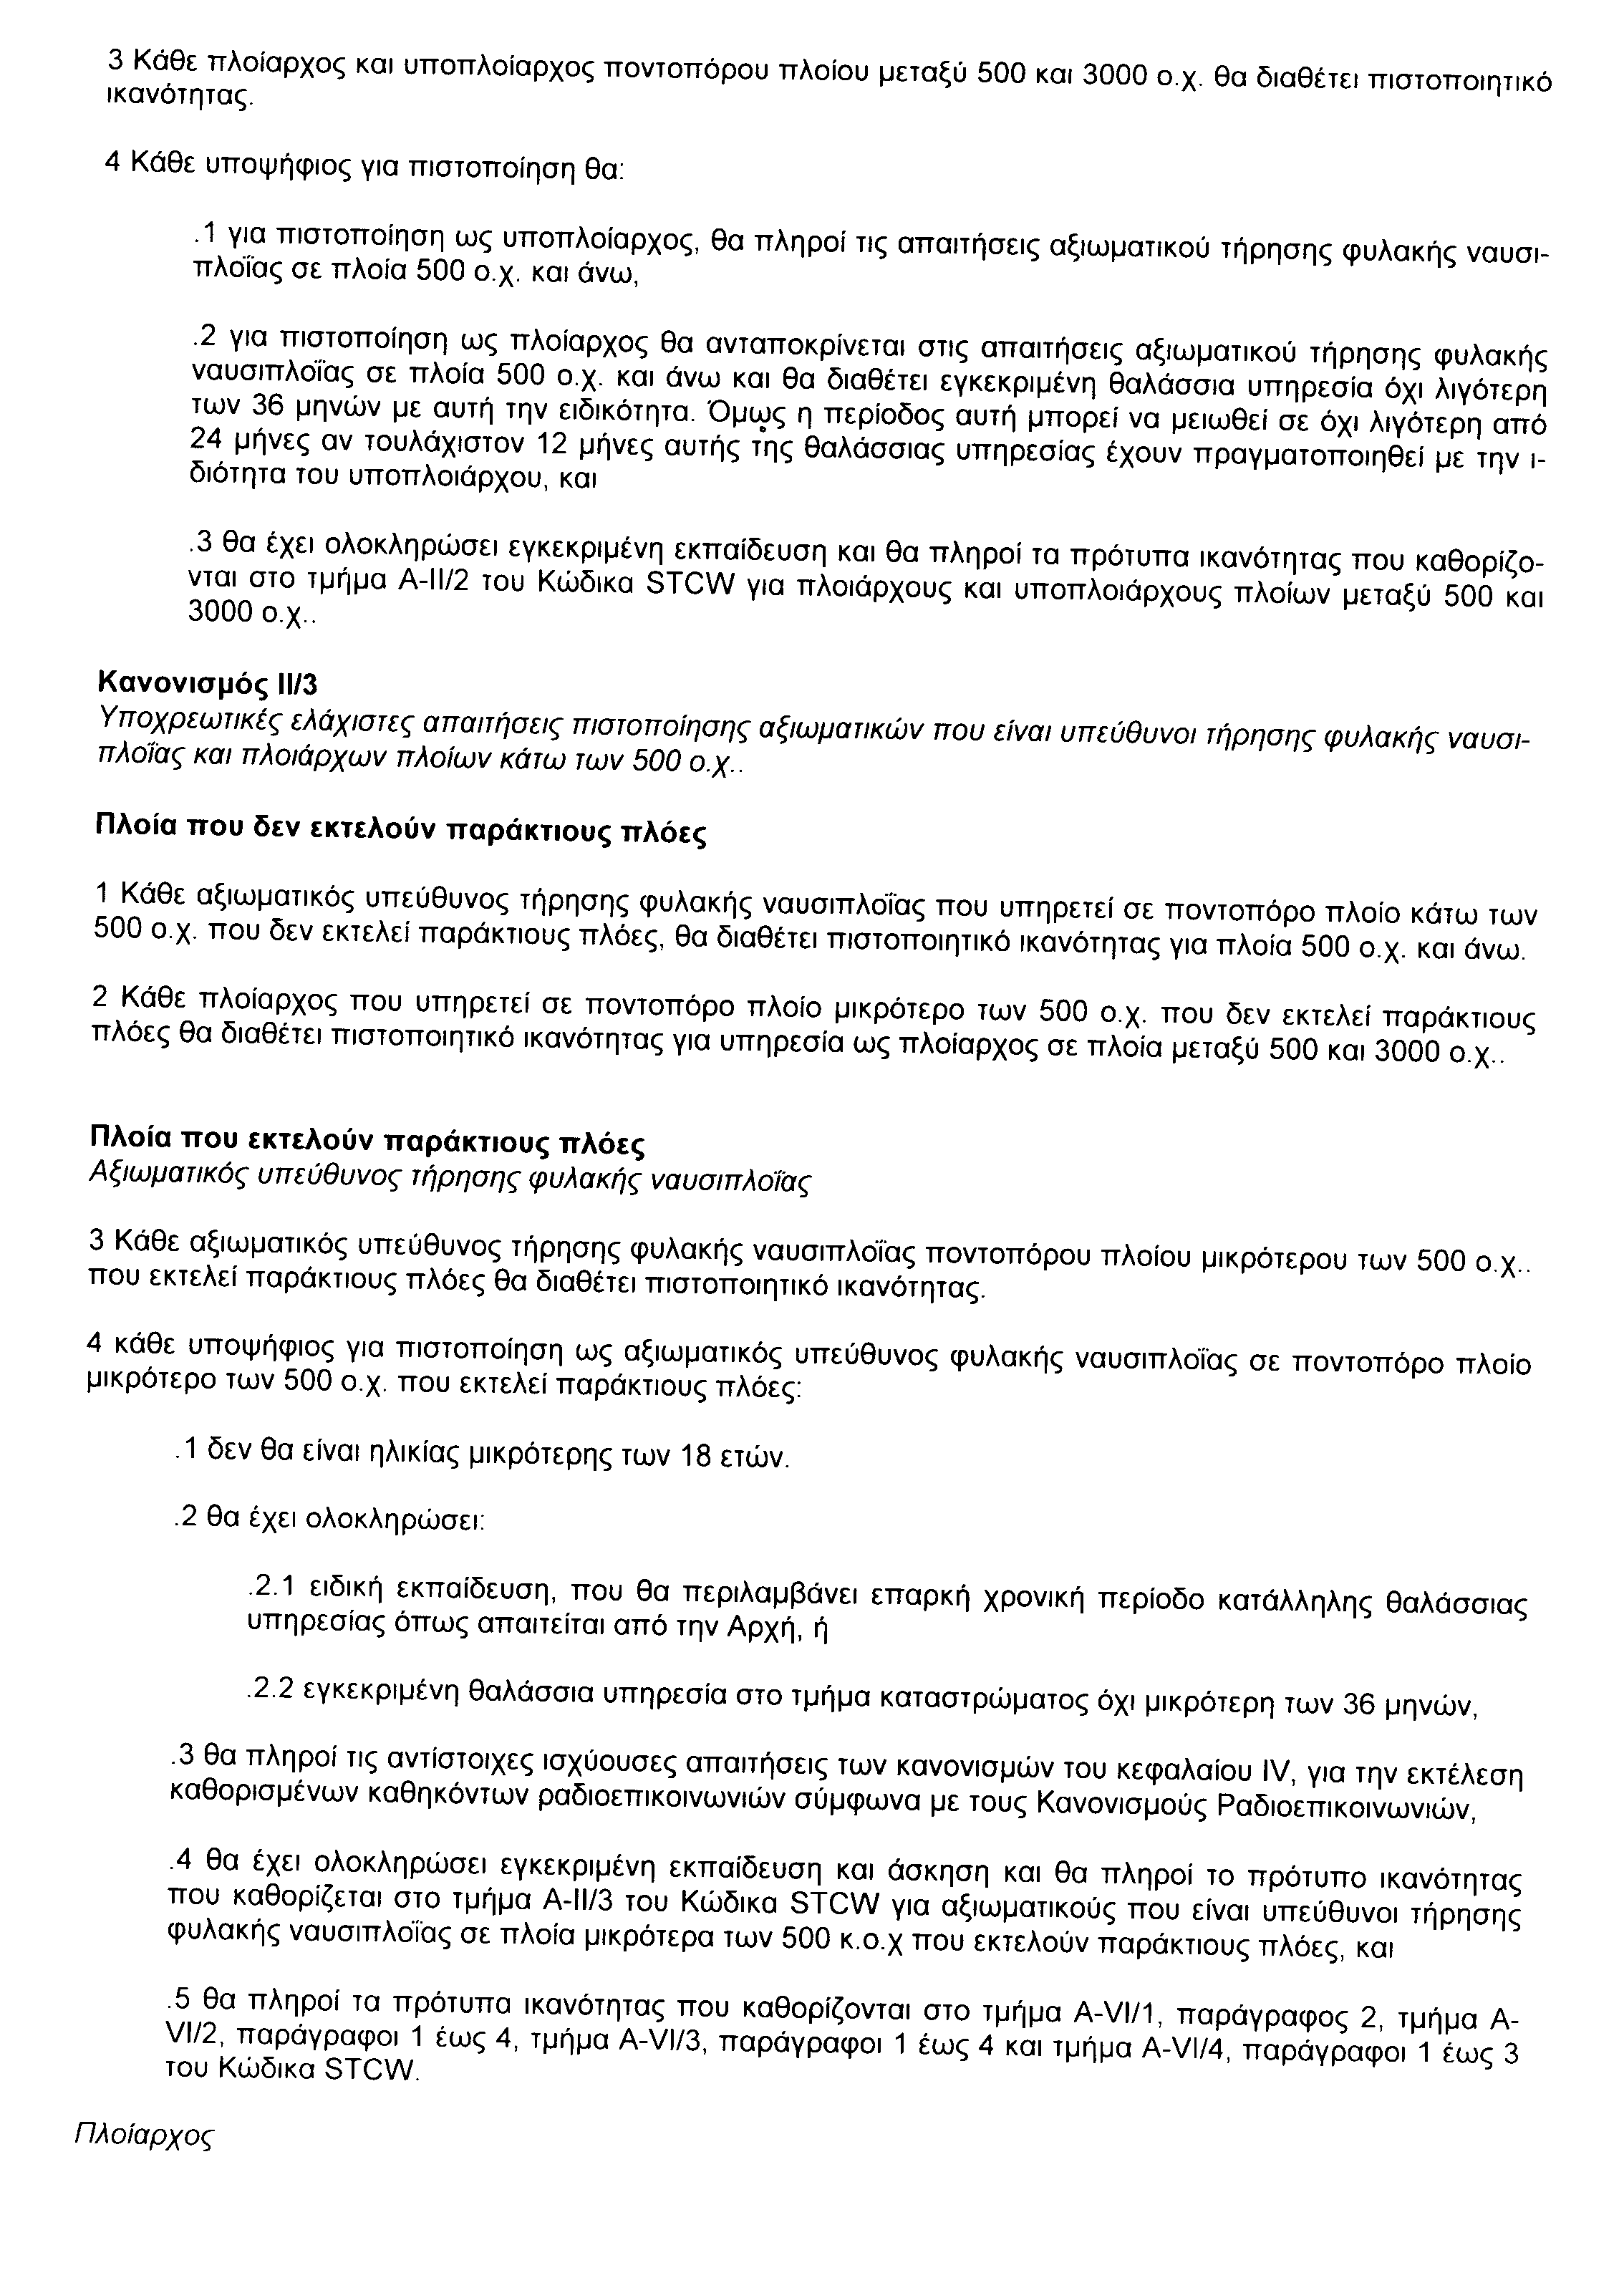 3 Κάθε πλοίαρχος και υποπλοίαρχος ποντοπόρου πλοίου μεταξύ 500 και 3000 ο.χ. θα διαθέτει πιστοποιητικό
ικανότητας.
4 Κάθε υποψήφιος για πιστοποίηση θα:
.1 για πιστοποίηση ως υποπλοίαρχος, θα πληροί τις απαιτήσεις αξιωματικού τήρησης φυλακής ναυσι-
πλοΐας σε πλοία 500 ο.χ. και άνω,
.2 για πιστοποίηση ως πλοίαρχος θα ανταποκρίνεται στις απαιτήσεις αξιωματικού τήρησης φυλακής
ναυσιπλοΐας σε πλοία 500 ο.χ. και άνω και θα διαθέτει εγκεκριμένη θαλάσσια υπηρεσία όχι λιγότερη
των 36 μηνών με αυτή την ειδικότητα. Όμως η περίοδος αυτή μπορεί να μειωθεί σε όχι λιγότερη από
24 μήνες αν τουλάχιστον 12 μήνες αυτής της θαλάσσιας υπηρεσίας έχουν πραγματοποιηθεί με την ι-
διότητα του υποπλοιάρχου, και
.3 θα έχει ολοκληρώσει εγκεκριμένη εκπαίδευση και θα πληροί τα πρότυπα ικανότητας που καθορίζο-
νται στο τμήμα A-II/2 του Κώδικα STCW για πλοιάρχους και υποπλοιάρχους πλοίων μεταξύ 500 και
3000 ο.χ..
Κανονισμός II/3
Υποχρεωτικές ελάχιστες απαιτήσεις πιστοποίησης αξιωματικών που είναι υπεύθυνοι τήρησης φυλακής ναυσι-
πλοΐας και πλοιάρχων πλοίων κάτω των 500 ο.χ..
Πλοία που δεν εκτελούν παράκτιους πλόες
1 Κάθε αξιωματικός υπεύθυνος τήρησης φυλακής ναυσιπλοΐας που υπηρετεί σε ποντοπόρο πλοίο κάτω των
500 ο.χ. που δεν εκτελεί παράκτιους πλόες, θα διαθέτει πιστοποιητικό ικανότητας για πλοία 500 ο.χ. και άνω.
2 Κάθε πλοίαρχος που υπηρετεί σε ποντοπόρο πλοίο μικρότερο των 500 ο.χ. που δεν εκτελεί παράκτιους
πλόες θα διαθέτει πιστοποιητικό ικανότητας για υπηρεσία ως πλοίαρχος σε πλοία μεταξύ 500 και 3000 ο.χ..
Πλοία που εκτελούν παράκτιους πλόες
Αξιωματικός υπεύθυνος τήρησης φυλακής ναυσιπλοΐας
3 Κάθε αξιωματικός υπεύθυνος τήρησης φυλακής ναυσιπλοΐας ποντοπόρου πλοίου μικρότερου των 500 ο.χ..
που εκτελεί παράκτιους πλόες θα διαθέτει πιστοποιητικό ικανότητας.
4 κάθε υποψήφιος για πιστοποίηση ως αξιωματικός υπεύθυνος φυλακής ναυσιπλοΐας σε ποντοπόρο πλοίο
μικρότερο των 500 ο.χ. που εκτελεί παράκτιους πλόες:
.1 δεν θα είναι ηλικίας μικρότερης των 18 ετών.
.2 θα έχει ολοκληρώσει:
.2.1 ειδική εκπαίδευση, που θα περιλαμβάνει επαρκή χρονική περίοδο κατάλληλης θαλάσσιας
υπηρεσίας όπως απαιτείται από την Αρχή, ή
.2.2 εγκεκριμένη θαλάσσια υπηρεσία στο τμήμα καταστρώματος όχι μικρότερη των 36 μηνών,
.3 θα πληροί τις αντίστοιχες ισχύουσες απαιτήσεις των κανονισμών του κεφαλαίου IV, για την εκτέλεση
καθορισμένων καθηκόντων ραδιοεπικοινωνιών σύμφωνα με τους Κανονισμούς Ραδιοεπικοινωνιών,
.4 θα έχει ολοκληρώσει εγκεκριμένη εκπαίδευση και άσκηση και θα πληροί το πρότυπο ικανότητας
που καθορίζεται στο τμήμα A-II/3 του Κώδικα STCW για αξιωματικούς που είναι υπεύθυνοι τήρησης
φυλακής ναυσιπλοΐας σε πλοία μικρότερα των 500 κ.ο.χ που εκτελούν παράκτιους πλόες, και
.5 θα πληροί τα πρότυπα ικανότητας που καθορίζονται στο τμήμα A-VI/1, παράγραφος 2, τμήμα A-
VI/2, παράγραφοι 1 έως 4, τμήμα A-VI/3, παράγραφοι 1 έως 4 και τμήμα A-VI/4, παράγραφοι 1 έως 3
του Κώδικα STCW.
Πλοίαρχος